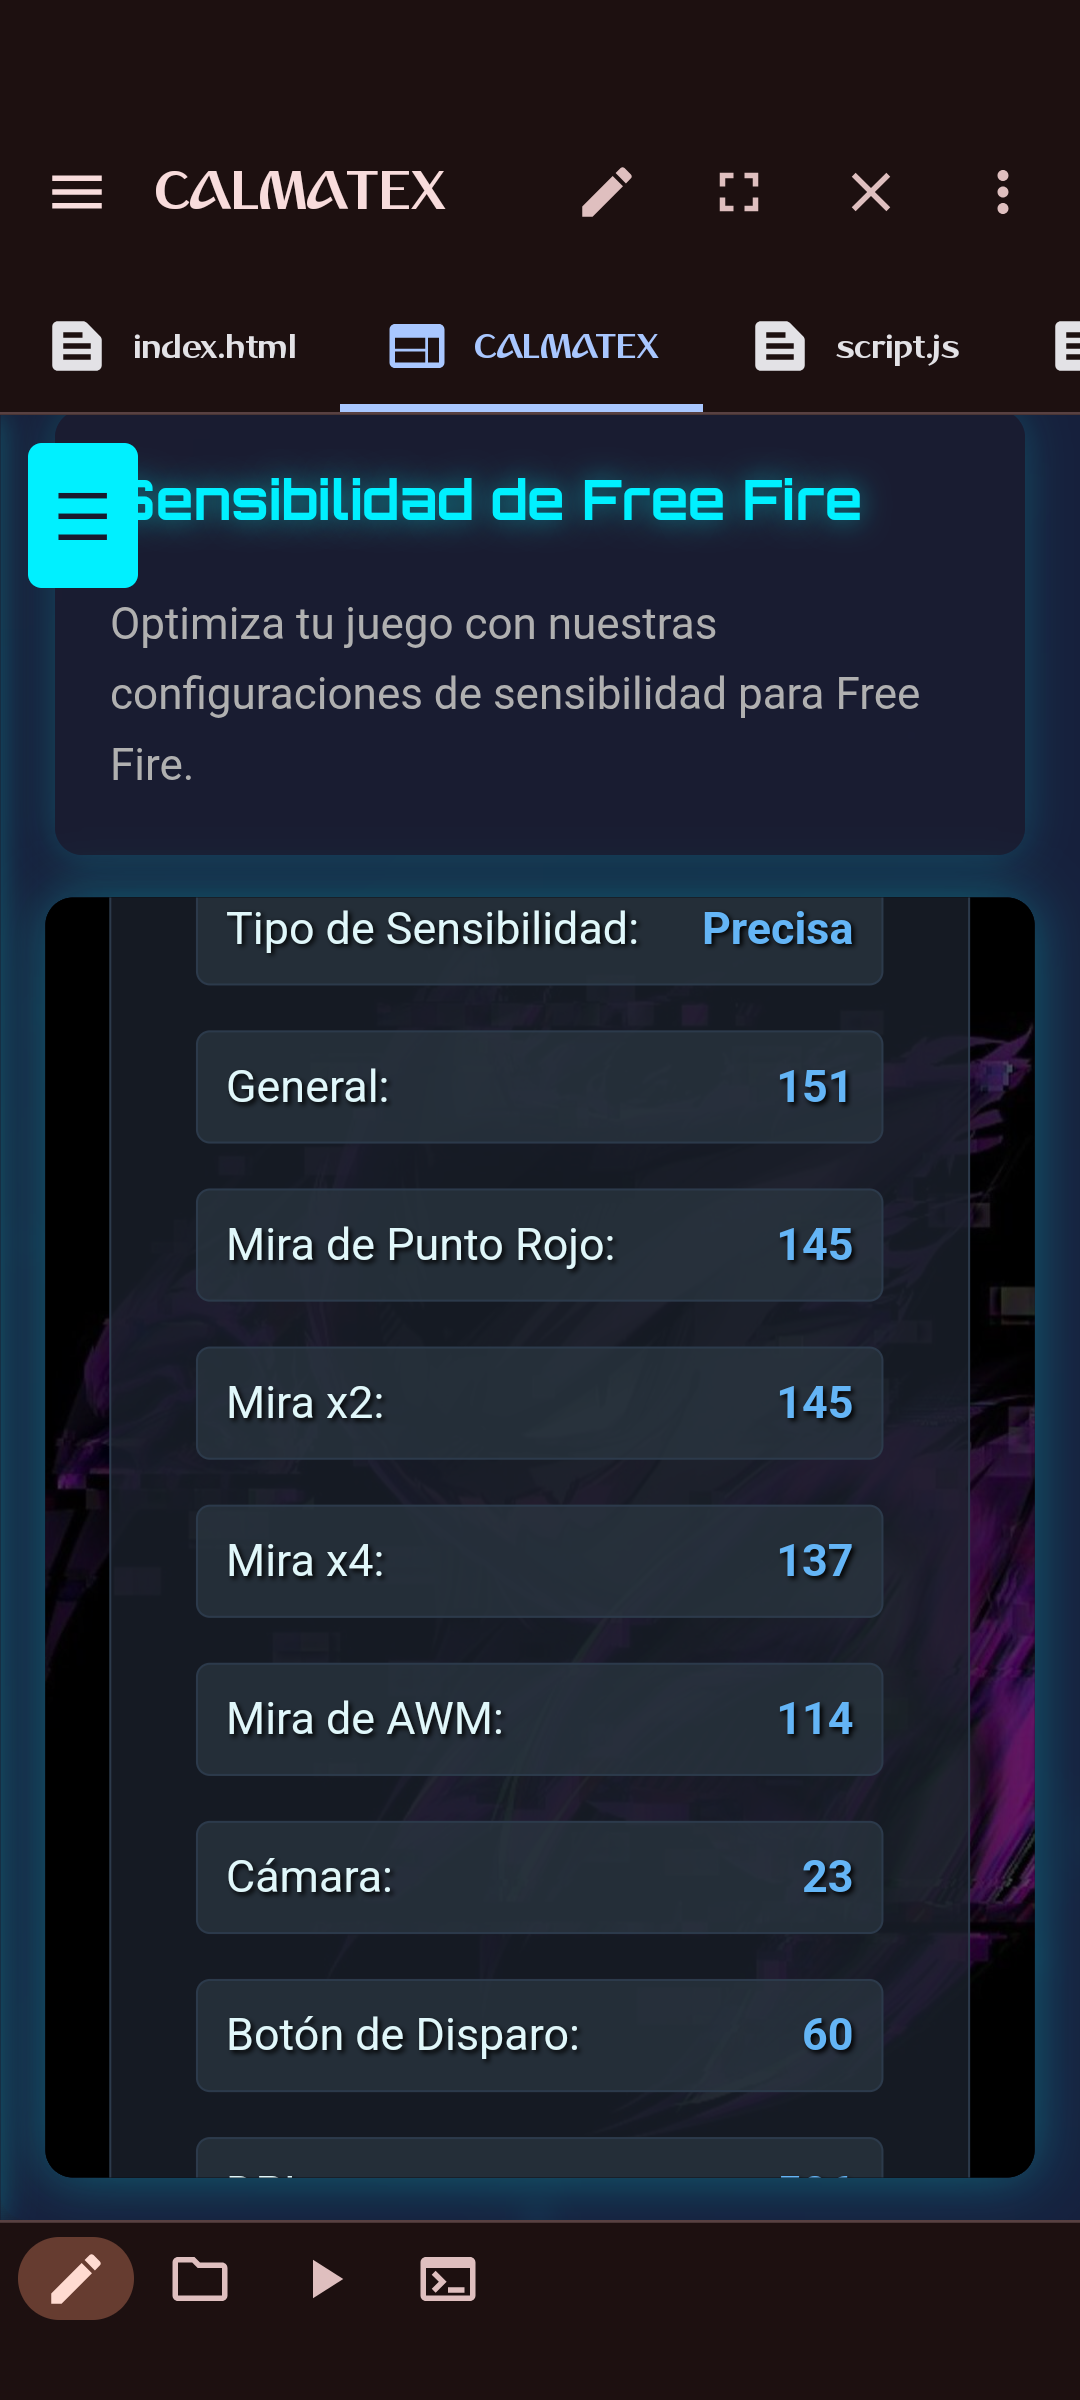 CALMATEX
index.html
CALMATEX
script.js
Sensibilidad de Free Fire
Optimiza tu juego con nuestras
configuraciones de sensibilidad para Free
Fire.
Tipo de Sensibilidad: Precisa
General: 151
Mira de Punto Rojo: 145
Mira x2: 145
Mira x4: 137
Mira de AWM: 114
Cámara: 23
Botón de Disparo: 60